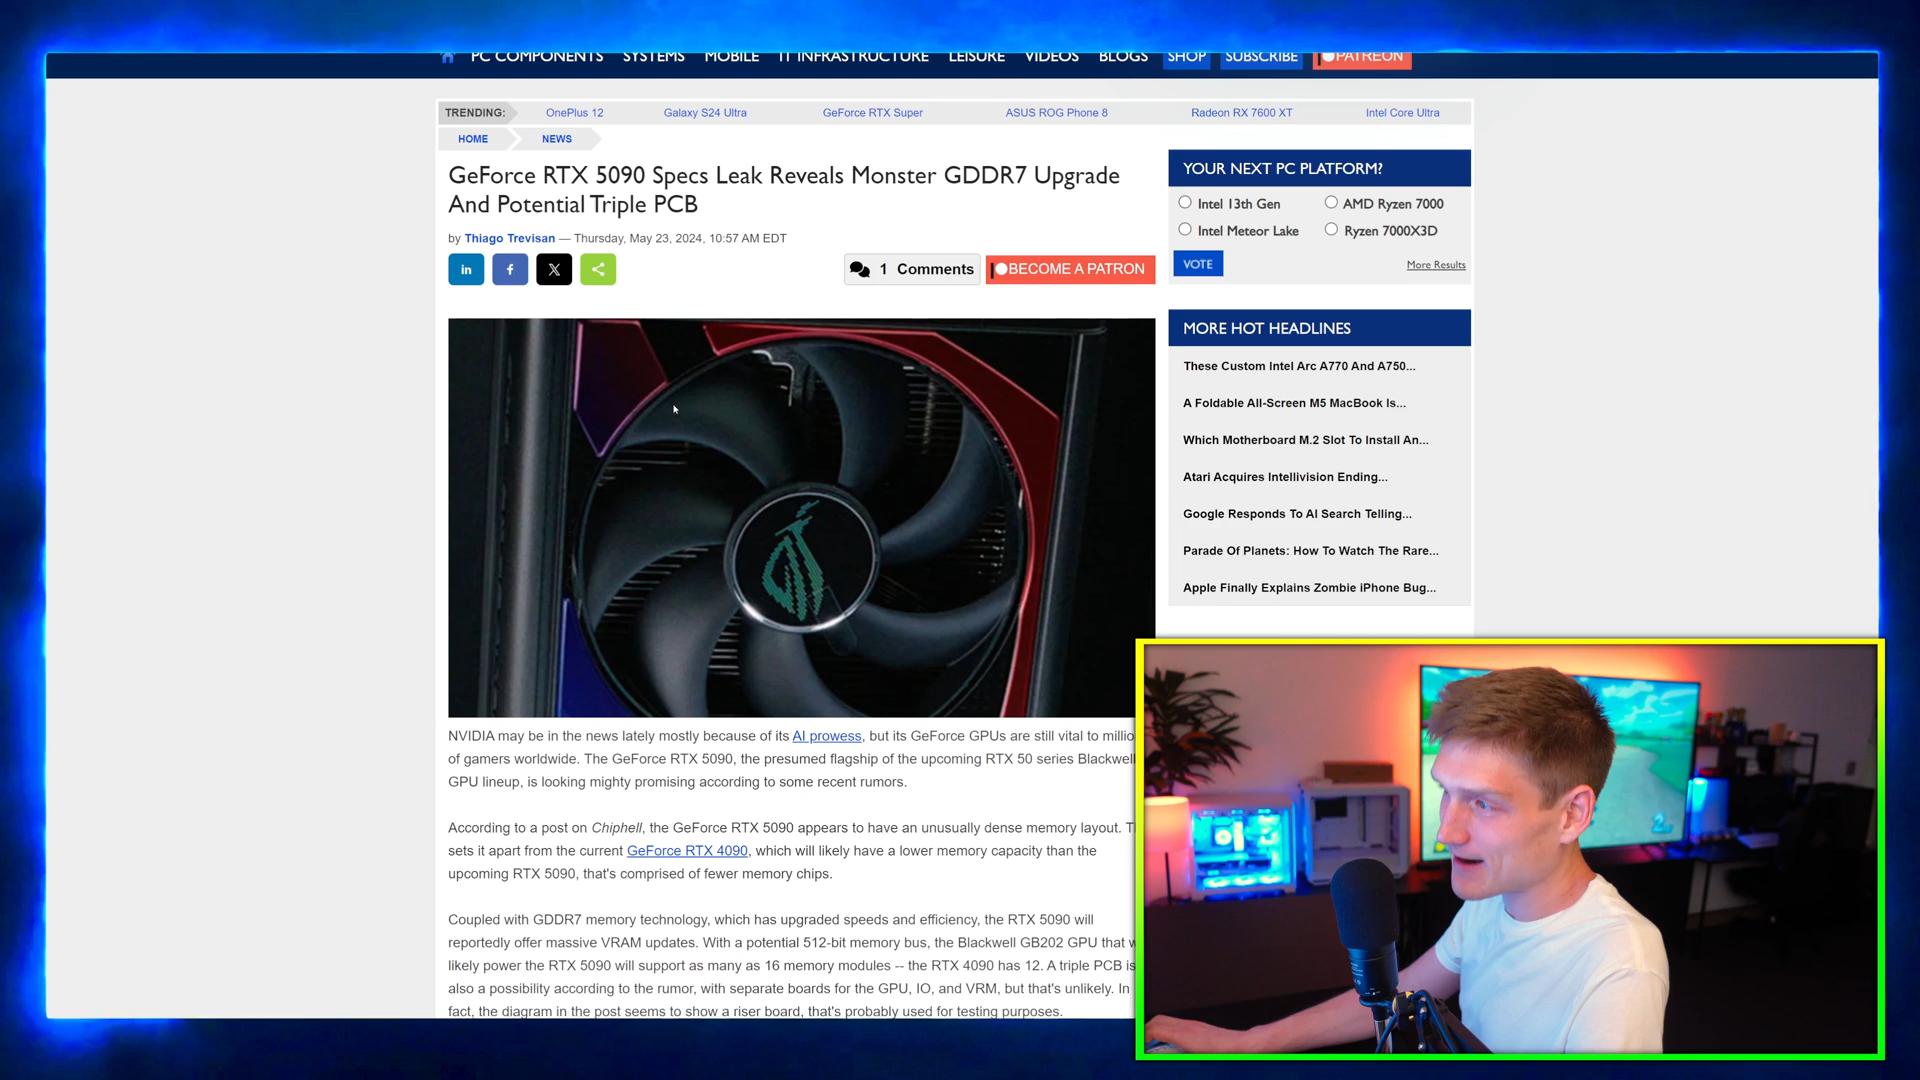 PC COMPONENTS SYSTEMS MOBILE IT INFRASTRUCTURE LEISURE VIDEOS BLOGS SHOP SUBSCRIBE PATREON
TRENDING: OnePlus 12 Galaxy S24 Ultra GeForce RTX Super ASUS ROG Phone 8 Radeon RX 7600 XT Intel Core Ultra
HOME NEWS
GeForce RTX 5090 Specs Leak Reveals Monster GDDR7 Upgrade
And Potential Triple PCB
by Thiago Trevisan — Thursday, May 23, 2024, 10:57 AM EDT
in f X
1 Comments
BECOME A PATRON
YOUR NEXT PC PLATFORM?
Intel 13th Gen AMD Ryzen 7000
Intel Meteor Lake Ryzen 7000X3D
VOTE More Results
MORE HOT HEADLINES
These Custom Intel Arc A770 And A750...
A Foldable All-Screen M5 MacBook Is...
Which Motherboard M.2 Slot To Install An...
Atari Acquires Intellivision Ending...
Google Responds To AI Search Telling...
Parade Of Planets: How To Watch The Rare...
Apple Finally Explains Zombie iPhone Bug...
NVIDIA may be in the news lately mostly because of its AI prowess, but its GeForce GPUs are still vital to
of gamers worldwide. The GeForce RTX 5090, the presumed flagship of the upcoming RTX 50 series Blackwell
GPU lineup, is looking mighty promising according to some recent rumors.
According to a post on Chiphell, the GeForce RTX 5090 appears to have an unusually dense memory layout.
sets it apart from the current GeForce RTX 4090, which will likely have a lower memory capacity than the
upcoming RTX 5090, that's comprised of fewer memory chips.
Coupled with GDDR7 memory technology, which has upgraded speeds and efficiency, the RTX 5090 will
reportedly offer massive VRAM updates. With a potential 512-bit memory bus, the Blackwell GB202 GPU that
likely power the RTX 5090 will support as many as 16 memory modules -- the RTX 4090 has 12. A triple PCB is
also a possibility according to the rumor, with separate boards for the GPU, IO, and VRM, but that's unlikely. In
fact, the diagram in the post seems to show a riser board, that's probably used for testing purposes.